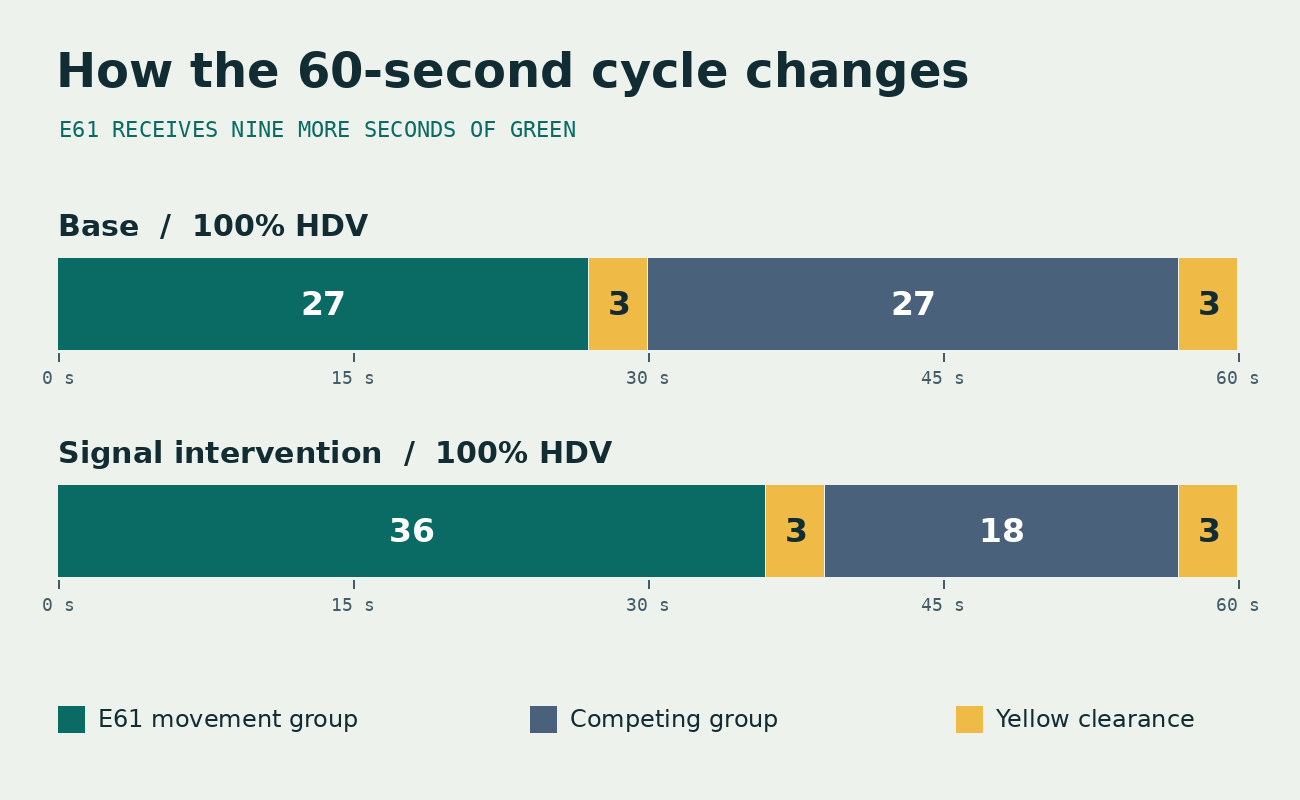 How the 60-second cycle changes
E61 RECEIVES NINE MORE SECONDS OF GREEN
Base / 100% HDV
27 3 27 3
0 s 15 s 30 s 45 s 60 s
Signal intervention / 100% HDV
36 3 18 3
0 s 15 s 30 s 45 s 60 s
E61 movement group Competing group Yellow clearance